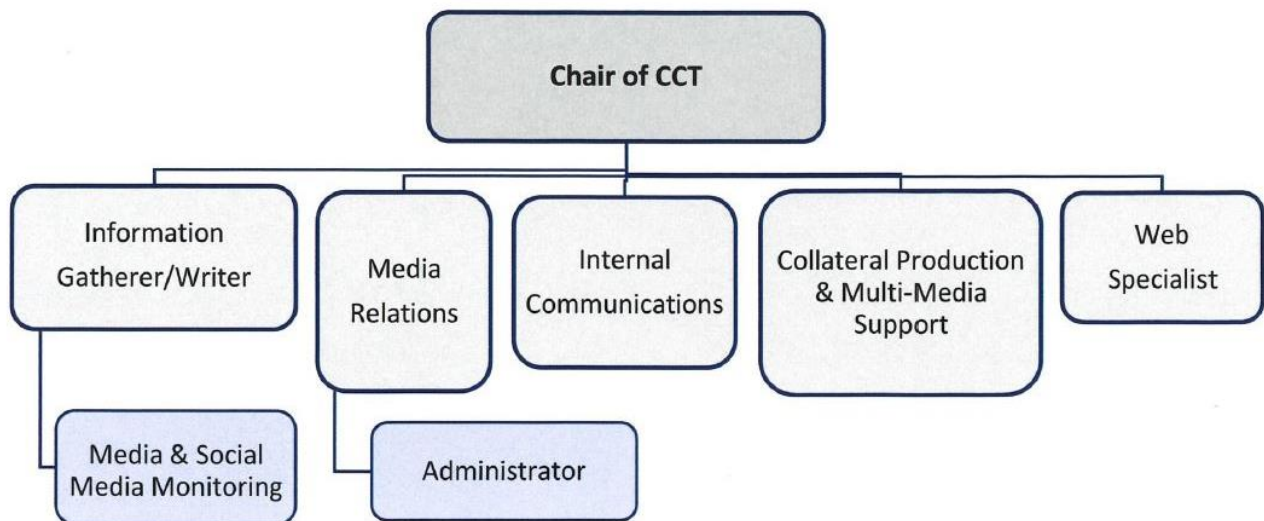 Chair of CCT
Information
Gatherer/Writer
Media
Relations
Internal
Communications
Collateral Production
& Multi-Media
Support
Web
Specialist
Media & Social
Media Monitoring
Administrator